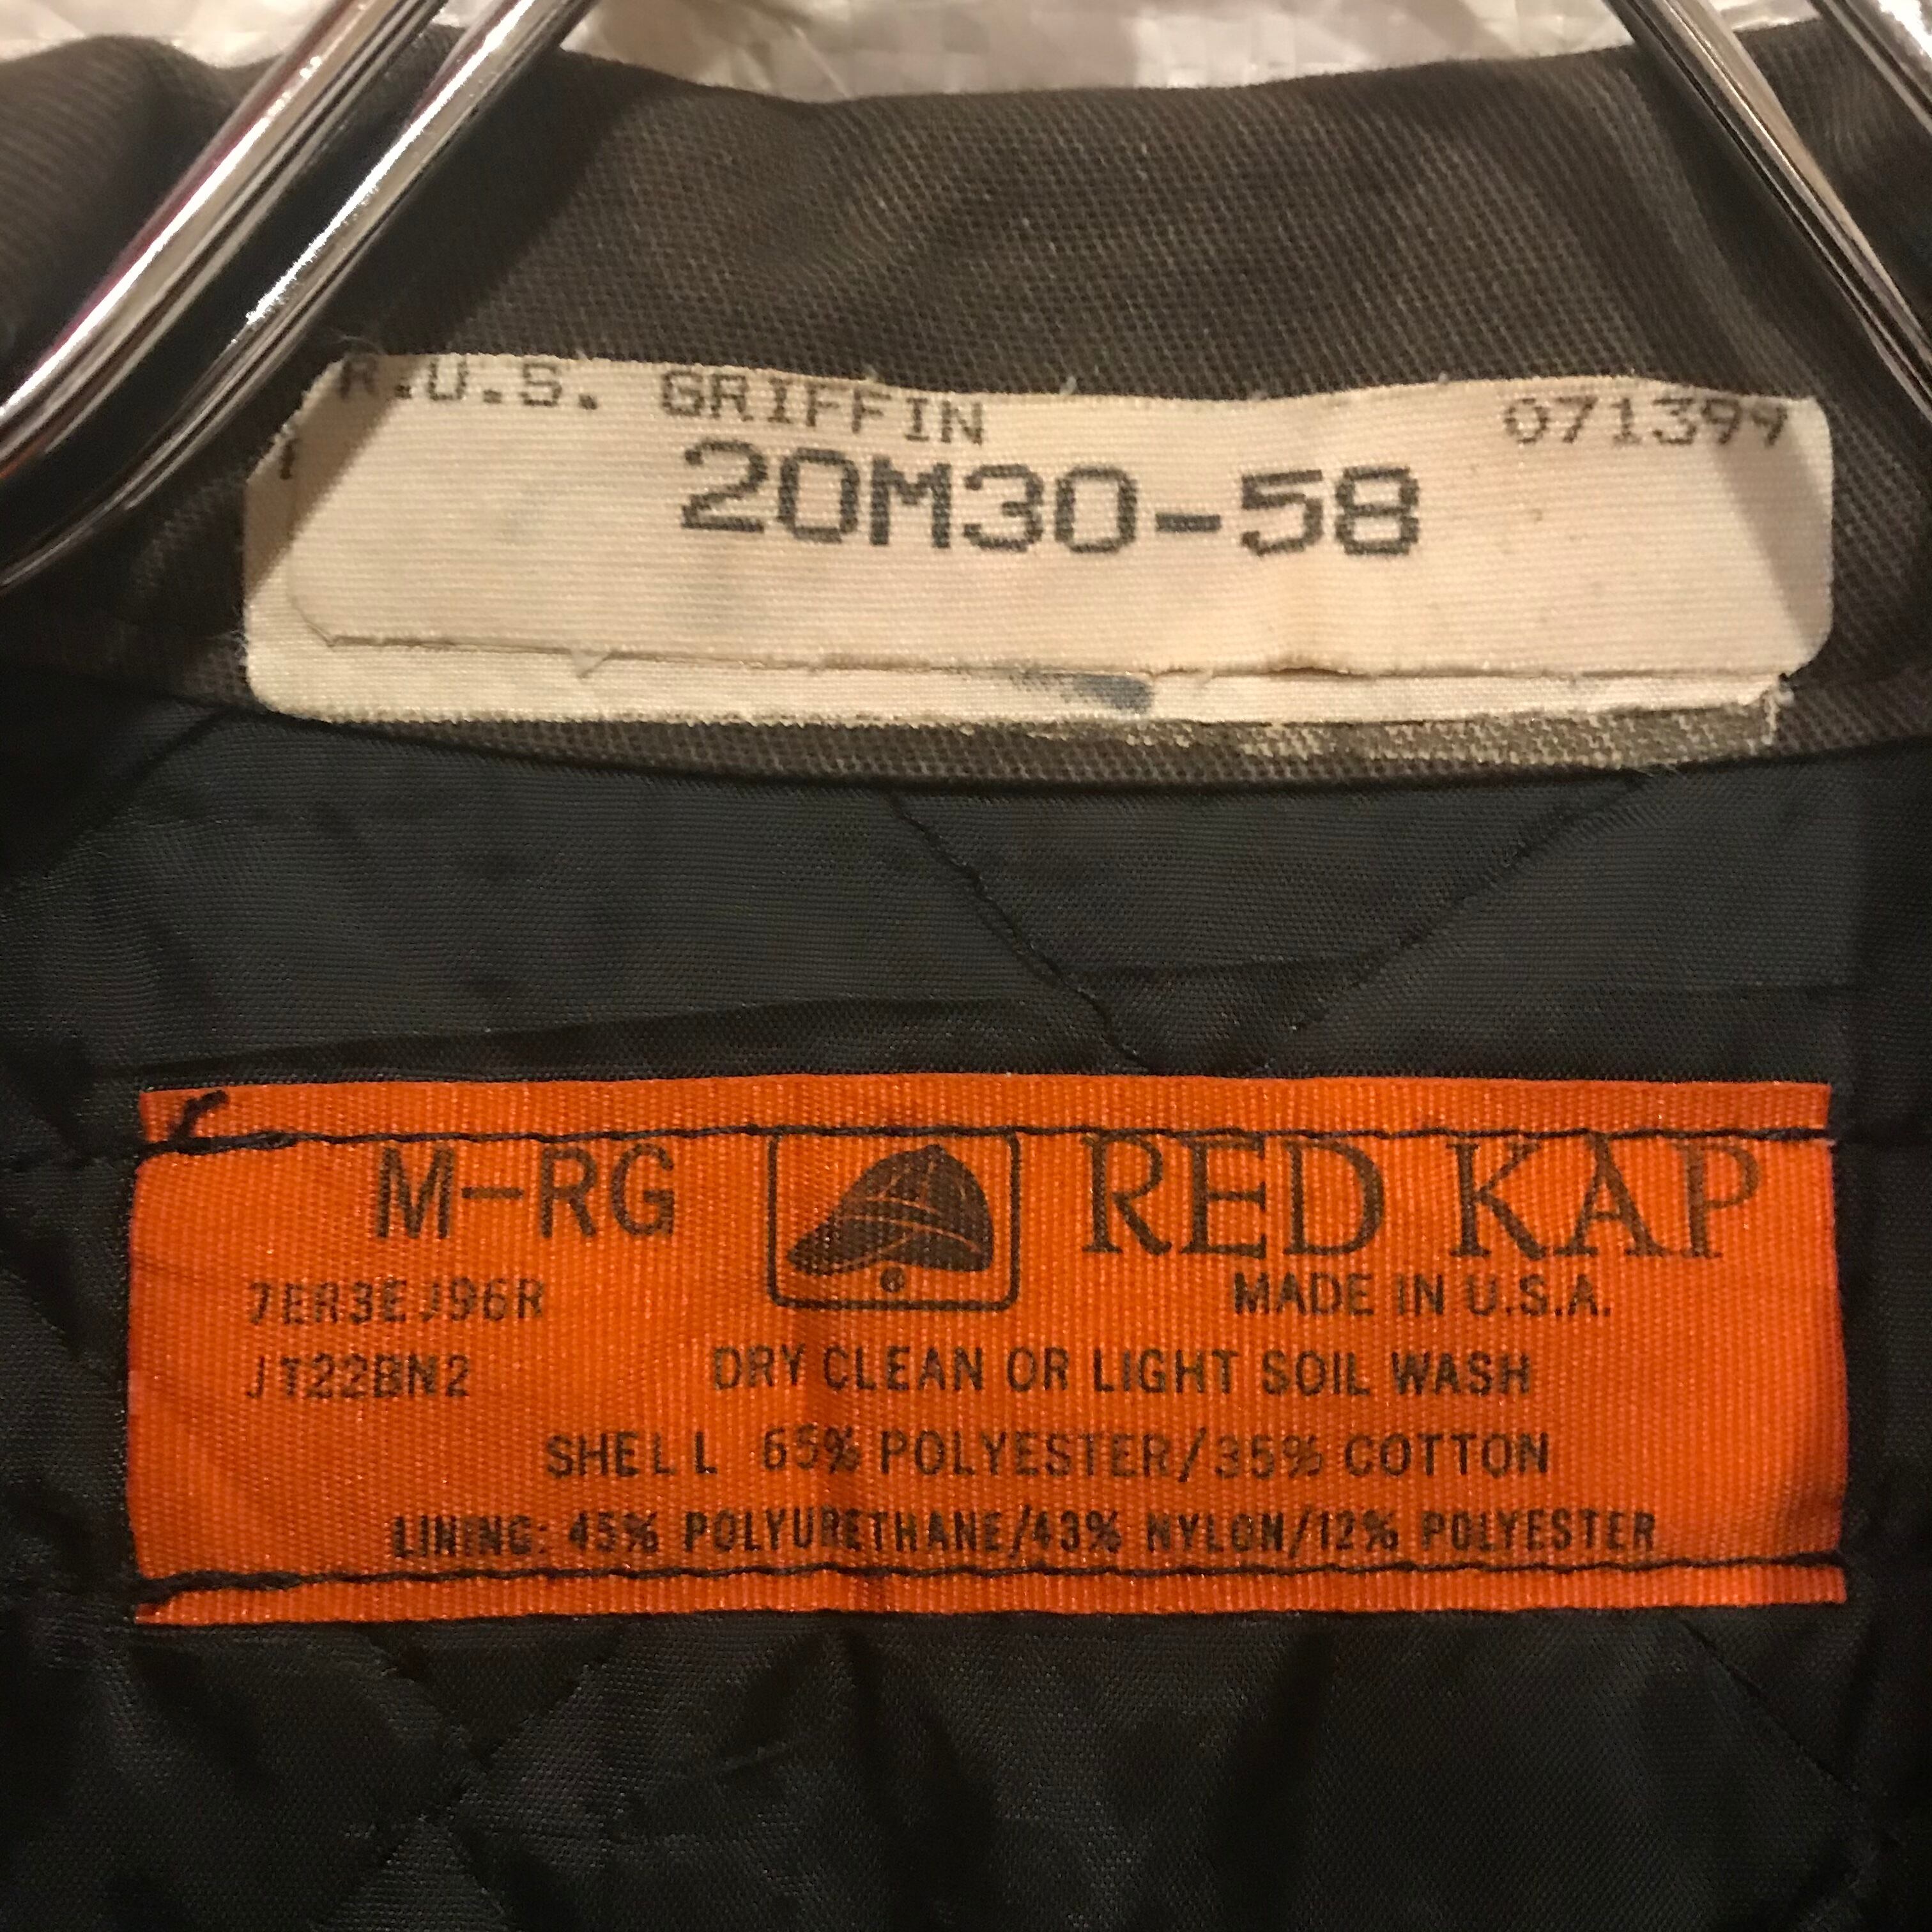 R.U.S. GRIFFIN 071399
20M30-58
M-RG RED KAP
7ER3EJ96R MADE IN U.S.A.
JT22BN2 DRY CLEAN OR LIGHT SOIL WASH
SHELL 65% POLYESTER/35% COTTON
LINING: 45% POLYURETHANE/43% NYLON/12% POLYESTER